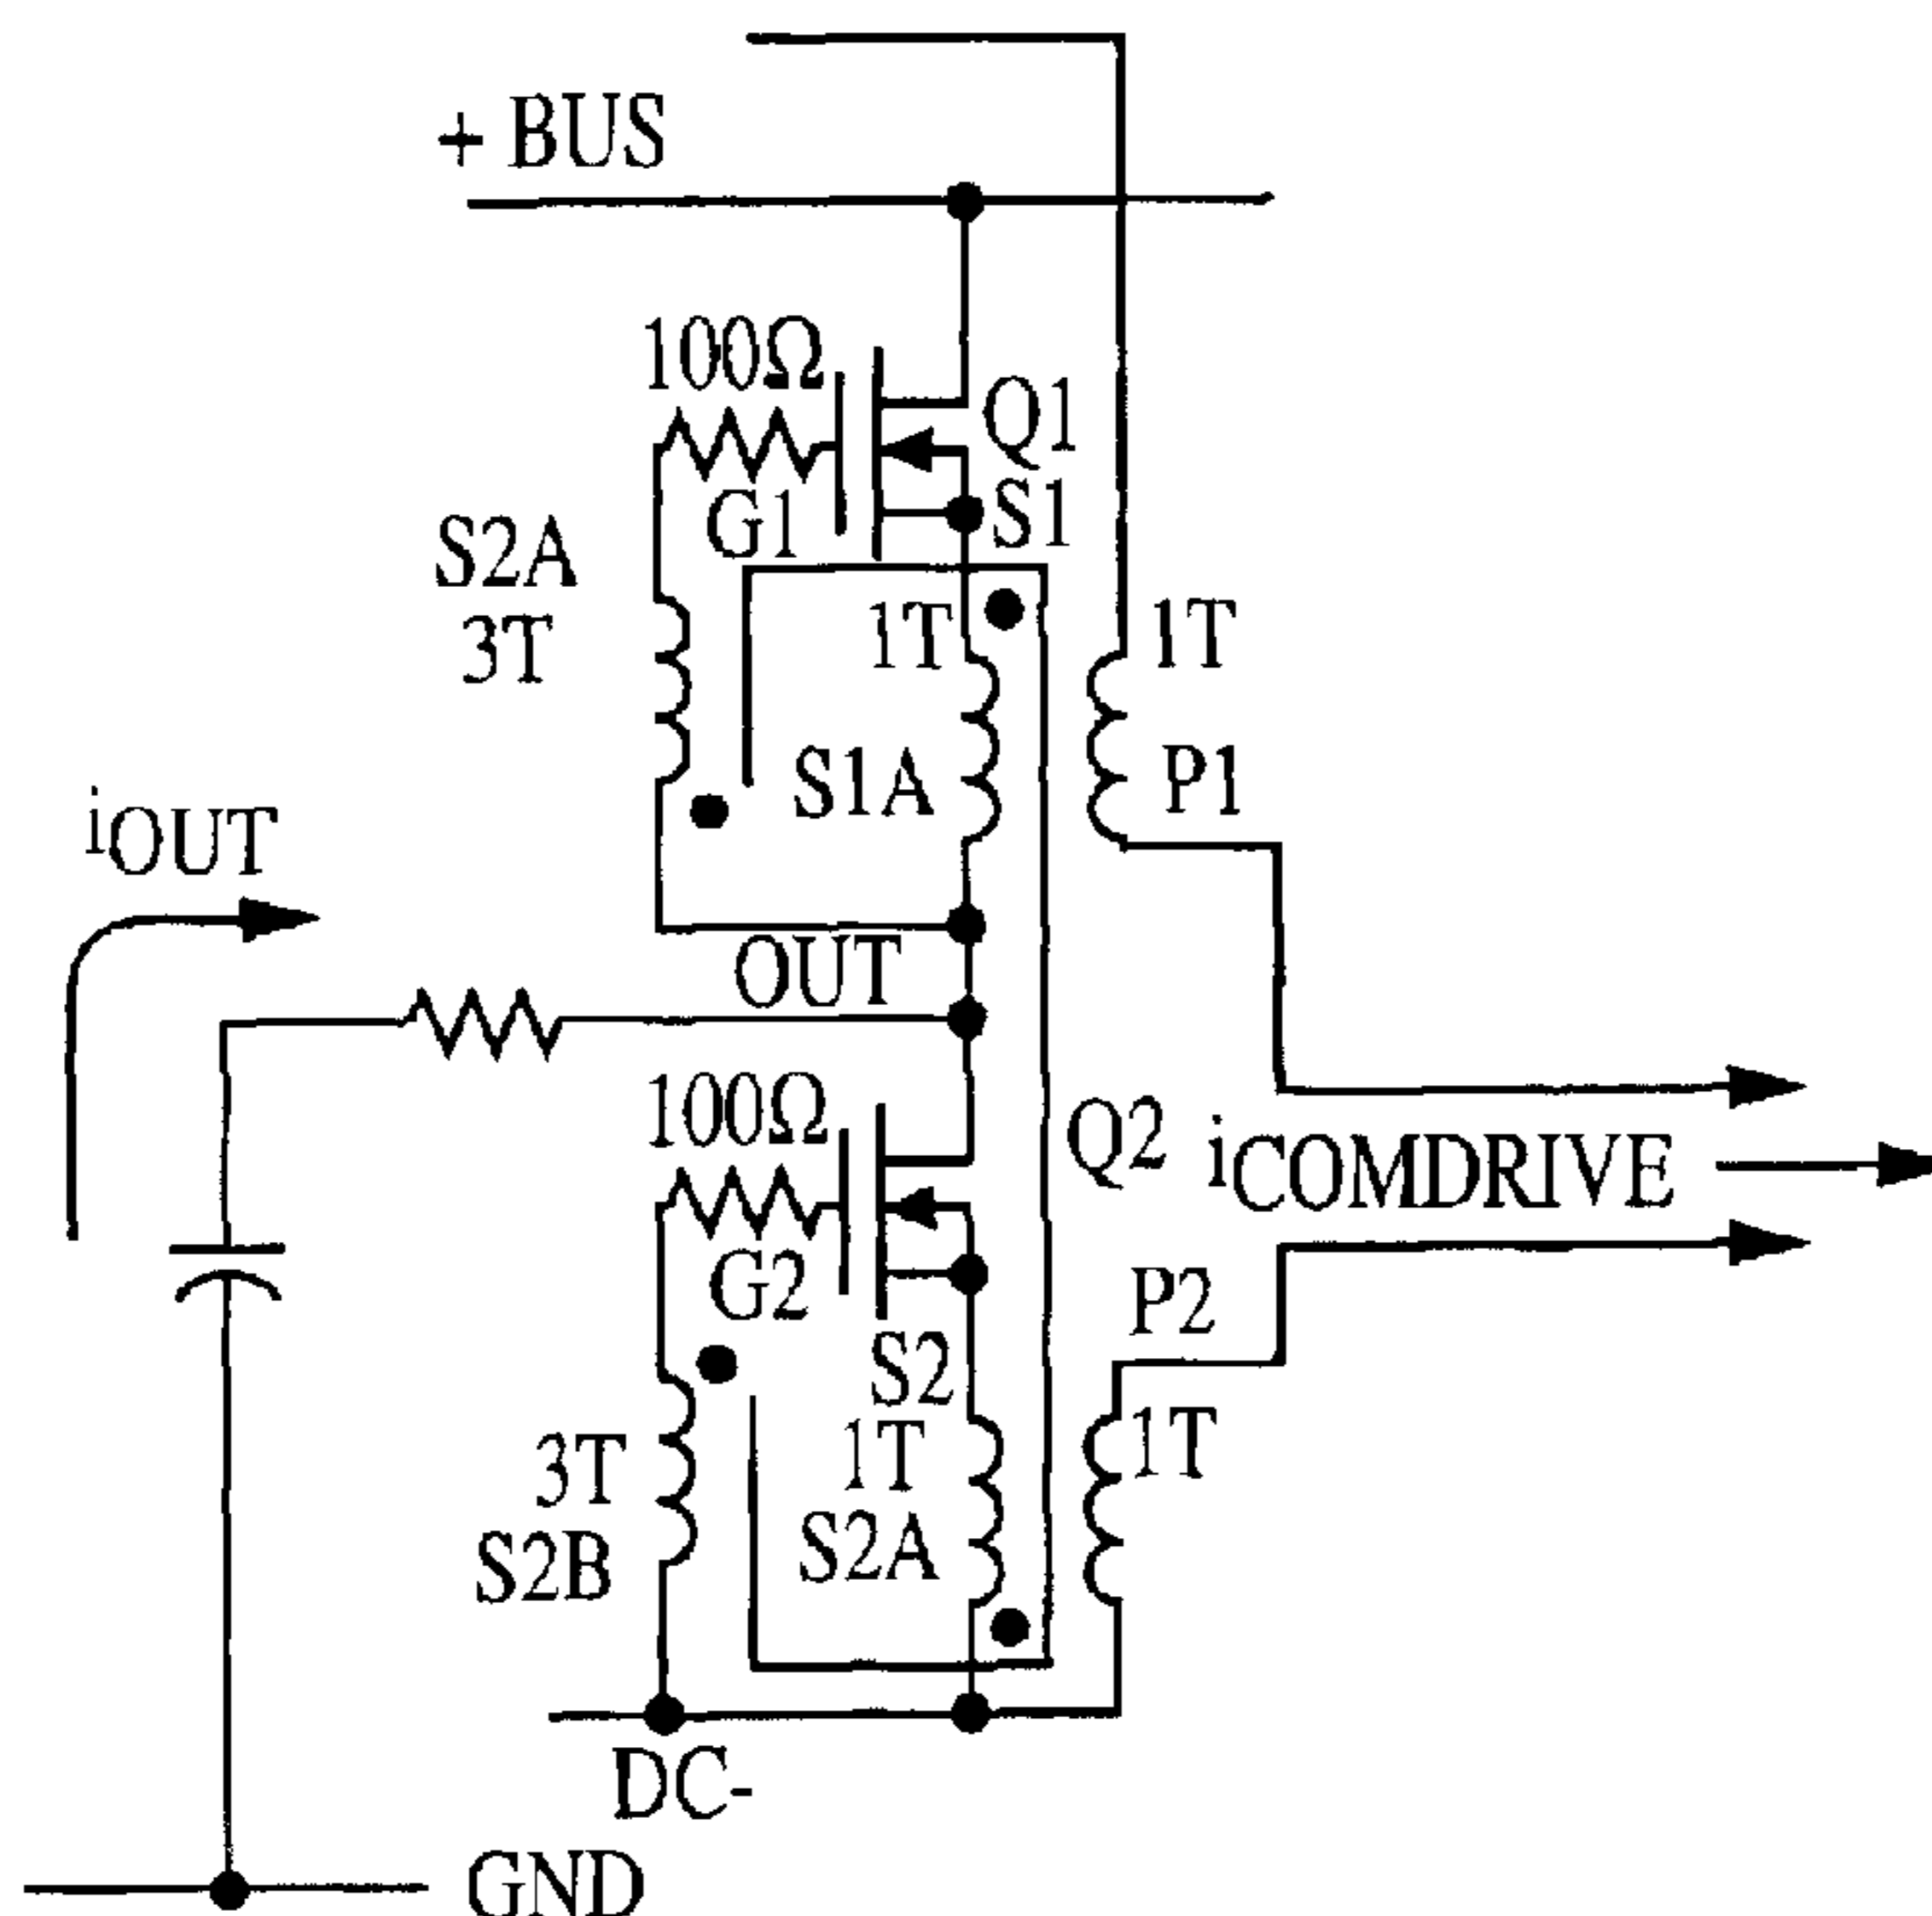 + BUS
100Ω
Q1
G1
S1
S2A
3T
1T
1T
S1A
P1
iOUT
OUT
100Ω
Q2
iCOMDRIVE
G2
P2
S2
1T
1T
3T
S2A
S2B
DC-
GND